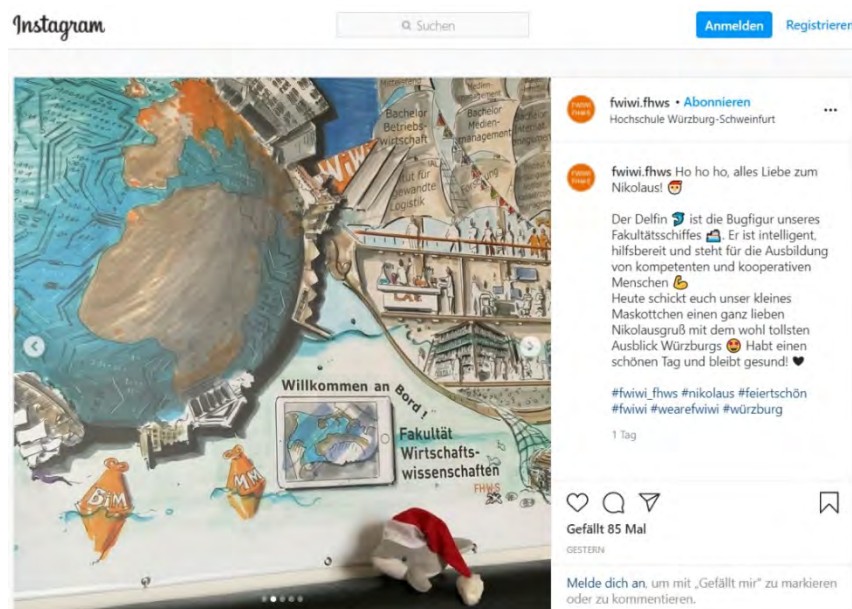 Instagram
Suchen
Anmelden
Registrieren
fwiwi.fhws • Abonnieren
Hochschule Würzburg-Schweinfurt
fwiwi.fhws Ho ho ho, alles Liebe zum
Nikolaus! 🎅
Der Delfin 🐬 ist die Bugfigur unseres
Fakultätsschiffes 🛳. Er ist intelligent,
hilfsbereit und steht für die Ausbildung
von kompetenten und kooperativen
Menschen 💪
Heute schickt euch unser kleines
Maskottchen einen ganz lieben
Nikolausgruß mit dem wohl tollsten
Ausblick Würzburgs 😍 Habt einen
schönen Tag und bleibt gesund! 🖤
#fwiwi_fhws #nikolaus #feiertschön
#fwiwi #wearefwiwi #würzburg
1 Tag
Gefällt 85 Mal
GESTERN
Melde dich an, um mit „Gefällt mir" zu markieren
oder zu kommentieren.
Bachelor
Betriebs-
wirtschaft
Bachelor
Medien-
management
WiWi
Logistik
Willkommen an Bord!
Fakultät
Wirtschafts-
wissenschaften
FHWS
BiM
MM